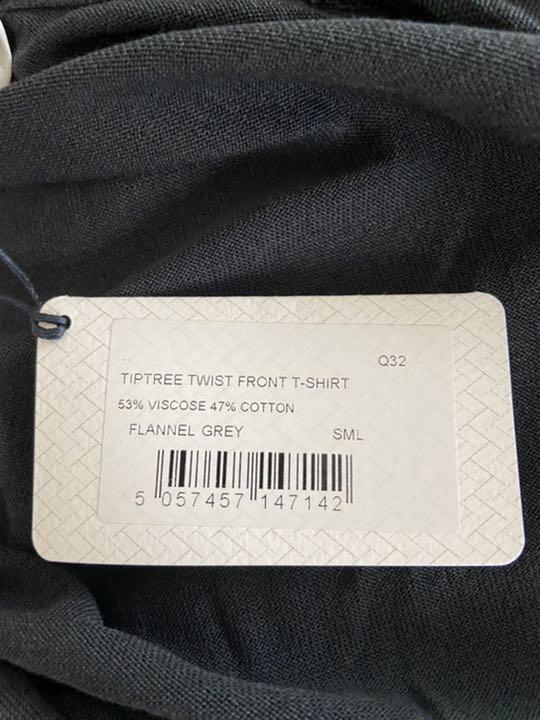 Q32
TIPTREE TWIST FRONT T-SHIRT
53% VISCOSE 47% COTTON
FLANNEL GREY SML
5 057457 147142